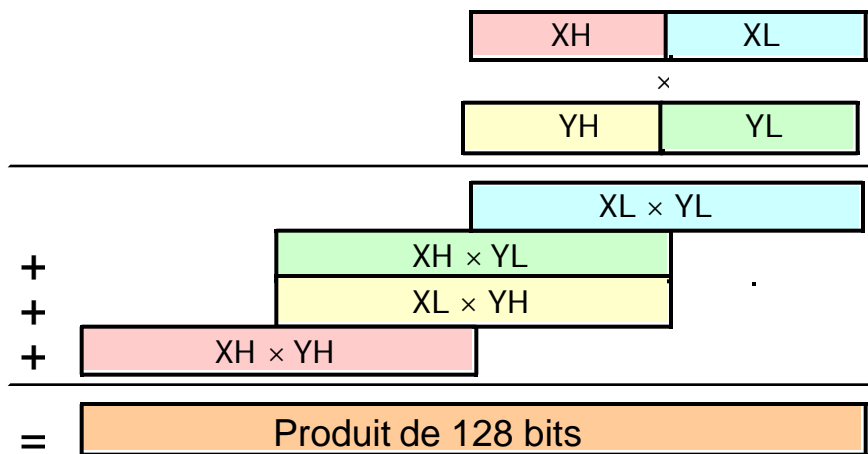 XH XL
×
YH YL
XL × YL
+ XH × YL
+ XL × YH
+ XH × YH
= Produit de 128 bits